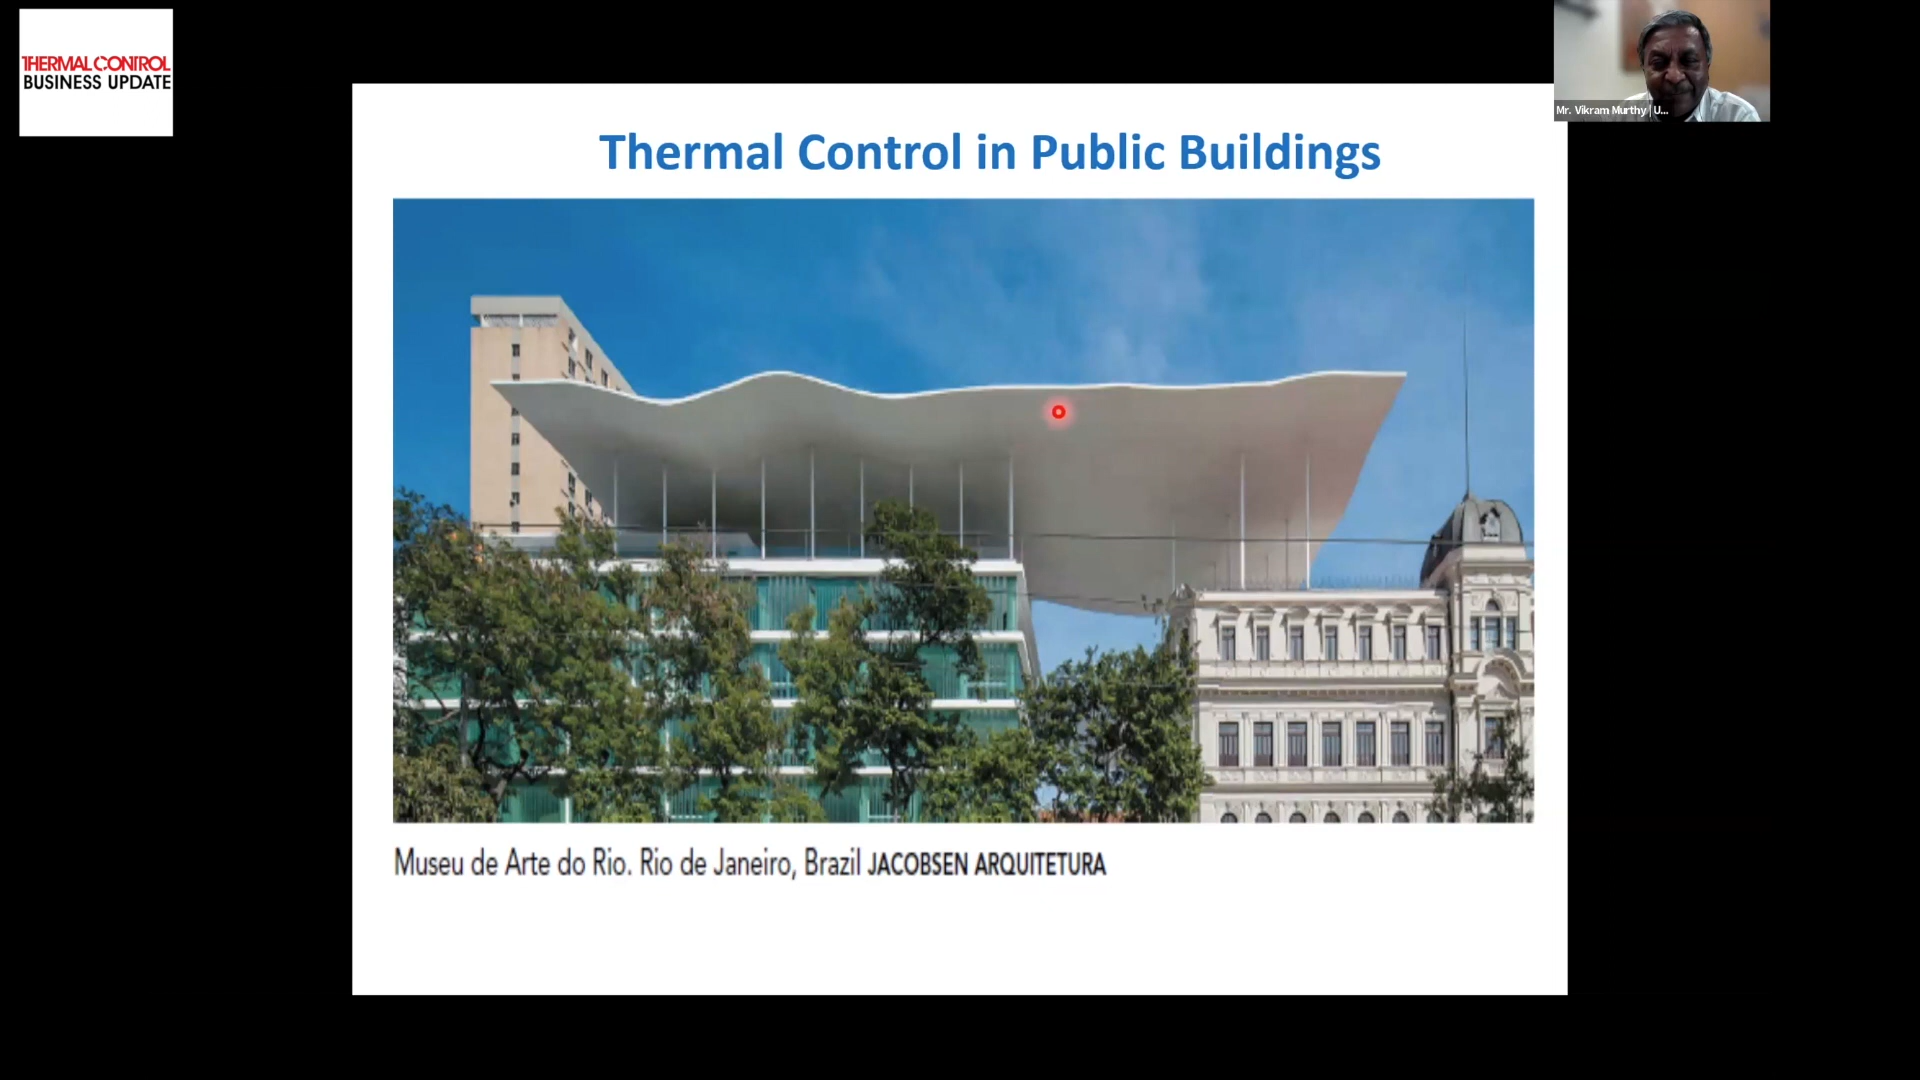 THERMAL CONTROL
BUSINESS UPDATE
Mr. Vikram Murthy | U...
Thermal Control in Public Buildings
Museu de Arte do Rio. Rio de Janeiro, Brazil JACOBSEN ARQUITETURA